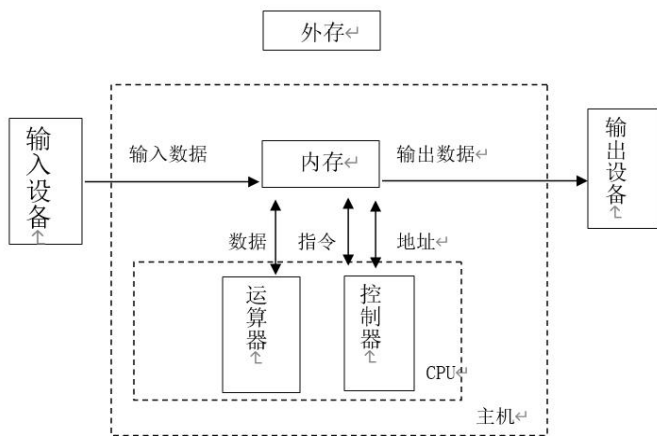 外存
输入设备
输入数据
内存
输出数据
输出设备
数据
指令
地址
运算器
控制器
CPU
主机